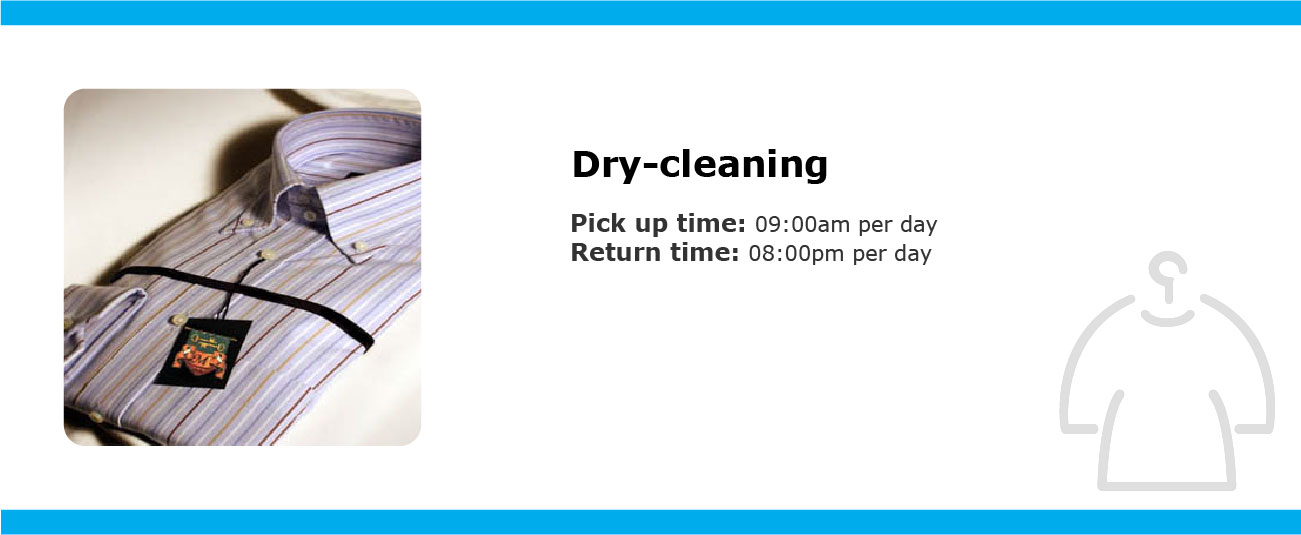 Dry-cleaning
Pick up time: 09:00am per day
Return time: 08:00pm per day